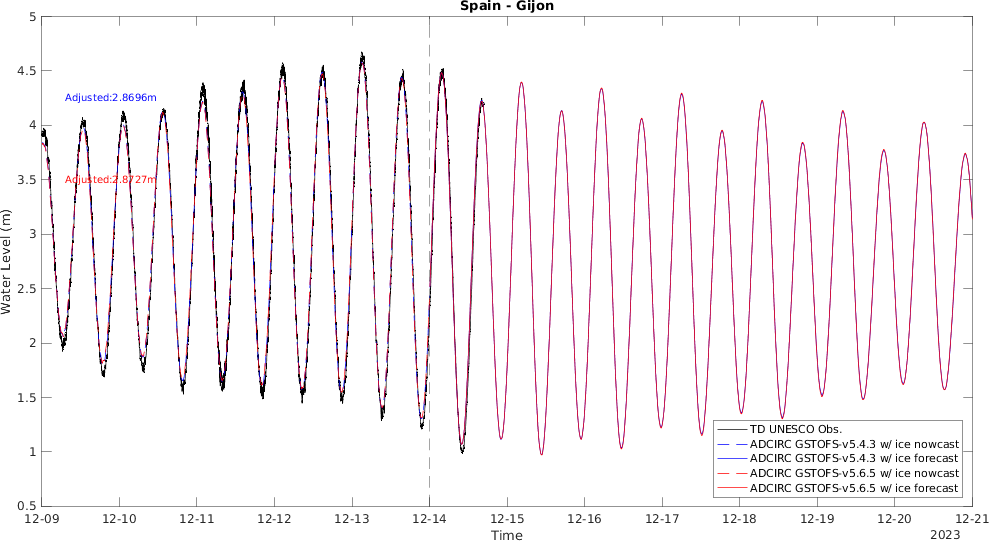 Spain - Gijon
5
4.5
4
3.5
3
2.5
2
1.5
1
0.5
Water Level (m)
Adjusted:2.8696m
Adjusted:2.8727m
TD UNESCO Obs.
ADCIRC GSTOFS-v5.4.3 w/ ice nowcast
ADCIRC GSTOFS-v5.4.3 w/ ice forecast
ADCIRC GSTOFS-v5.6.5 w/ ice nowcast
ADCIRC GSTOFS-v5.6.5 w/ ice forecast
12-09 12-10 12-11 12-12 12-13 12-14 12-15 12-16 12-17 12-18 12-19 12-20 12-21
Time
2023